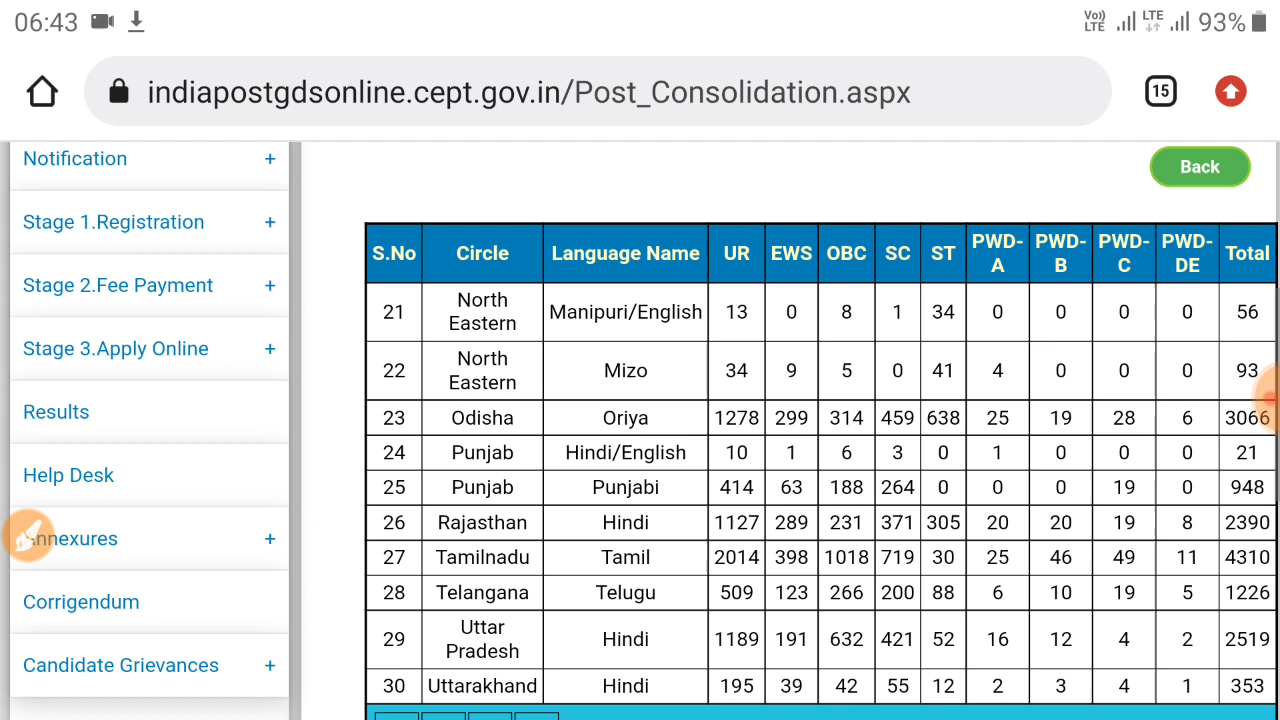 06:43
Vo)) LTE LTE 93%
indiapostgdsonline.cept.gov.in/Post_Consolidation.aspx
15
Notification +
Stage 1.Registration +
Stage 2.Fee Payment +
Stage 3.Apply Online +
Results
Help Desk
Annexures +
Corrigendum
Candidate Grievances +
Back
S.No Circle Language Name UR EWS OBC SC ST PWD-A PWD-B PWD-C PWD-DE Total
21 North Eastern Manipuri/English 13 0 8 1 34 0 0 0 0 56
22 North Eastern Mizo 34 9 5 0 41 4 0 0 0 93
23 Odisha Oriya 1278 299 314 459 638 25 19 28 6 3066
24 Punjab Hindi/English 10 1 6 3 0 1 0 0 0 21
25 Punjab Punjabi 414 63 188 264 0 0 0 19 0 948
26 Rajasthan Hindi 1127 289 231 371 305 20 20 19 8 2390
27 Tamilnadu Tamil 2014 398 1018 719 30 25 46 49 11 4310
28 Telangana Telugu 509 123 266 200 88 6 10 19 5 1226
29 Uttar Pradesh Hindi 1189 191 632 421 52 16 12 4 2 2519
30 Uttarakhand Hindi 195 39 42 55 12 2 3 4 1 353